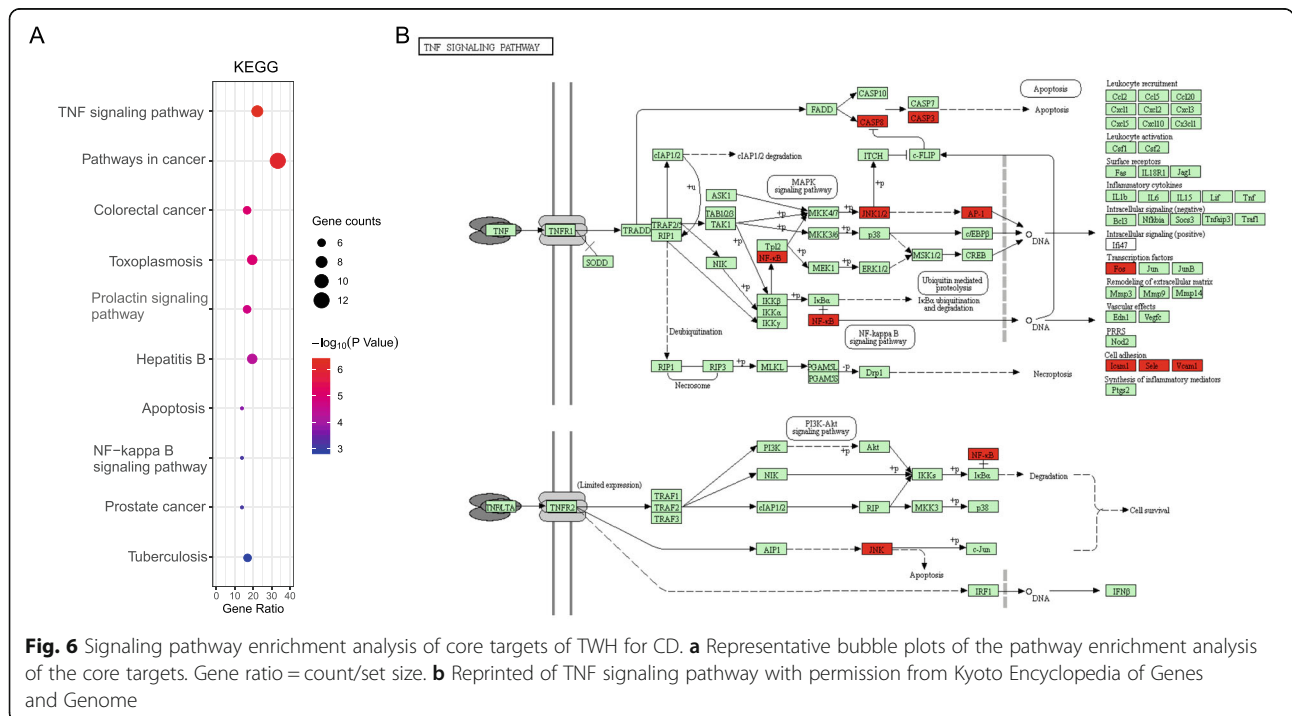 A
KEGG
TNF signaling pathway
Pathways in cancer
Colorectal cancer
Toxoplasmosis
Prolactin signaling
pathway
Hepatitis B
Apoptosis
NF−kappa B
signaling pathway
Prostate cancer
Tuberculosis
0 10 20 30 40
Gene Ratio
Gene counts
6
8
10
12
−log10(P Value)
6
5
4
3
B
TNF SIGNALING PATHWAY
TNF
TNFR1
SODD
TRADD
TRAF2/5
RIP1
cIAP1/2
cIAP1/2 degradation
+u
FADD
CASP10
CASP8
CASP7
CASP3
Apoptosis
Apoptosis
ITCH
c-FLIP
+p
MAPK
signaling pathway
ASK1
TAB1/2/3
TAK1
NIK
+p
+p
+p
MKK4/7
+p
JNK1/2
AP-1
MKK3/6
+p
p38
c/EBPβ
Tpl2
NF-κB
MEK1
+p
ERK1/2
MSK1/2
CREB
DNA
+p
Ubiquitin mediated
proteolysis
IKKβ
IKKα
IKKγ
+p
IκBα
IκBα ubiquitination
and degradation
NF-κB
DNA
NF-kappa B
signaling pathway
Deubiquitination
RIP1
RIP3
Necrosome
+p
MLKL
PGAM5L
PGAM5S
-p
Drp1
Necroptosis
Leukocyte recruitment
Ccl2 Ccl5 Ccl20
Cxcl1 Cxcl2 Cxcl3
Cxcl5 Cxcl10 Cx3cl1
Leukocyte activation
Csf1 Csf2
Surface receptors
Fas IL18R1 Jag1
Inflammatory cytokines
IL1b IL6 IL15 Lif Tnf
Intracellular signaling (negative)
Bcl3 Nfkbia Socs3 Tnfaip3 Traf1
Intracellular signaling (positive)
Ifi47
Transcription factors
Fos Jun JunB
Remodeling of extracellular matrix
Mmp3 Mmp9 Mmp14
Vascular effects
Edn1 Vegfc
PRRS
Nod2
Cell adhesion
Icam1 Sele Vcam1
Synthesis of inflammatory mediators
Ptgs2
PI3K-Akt
signaling pathway
(Limited expression)
TNFR2
TRAF1
TRAF2
TRAF3
PI3K
+p
Akt
NIK
+p
IKKs
+p
NF-κB
IκBα
Degradation
cIAP1/2
RIP
+p
MKK3
+p
p38
Cell survival
AIP1
JNK
+p
c-Jun
Apoptosis
IRF1
DNA
IFNβ
Fig. 6 Signaling pathway enrichment analysis of core targets of TWH for CD. a Representative bubble plots of the pathway enrichment analysis
of the core targets. Gene ratio = count/set size. b Reprinted of TNF signaling pathway with permission from Kyoto Encyclopedia of Genes
and Genome